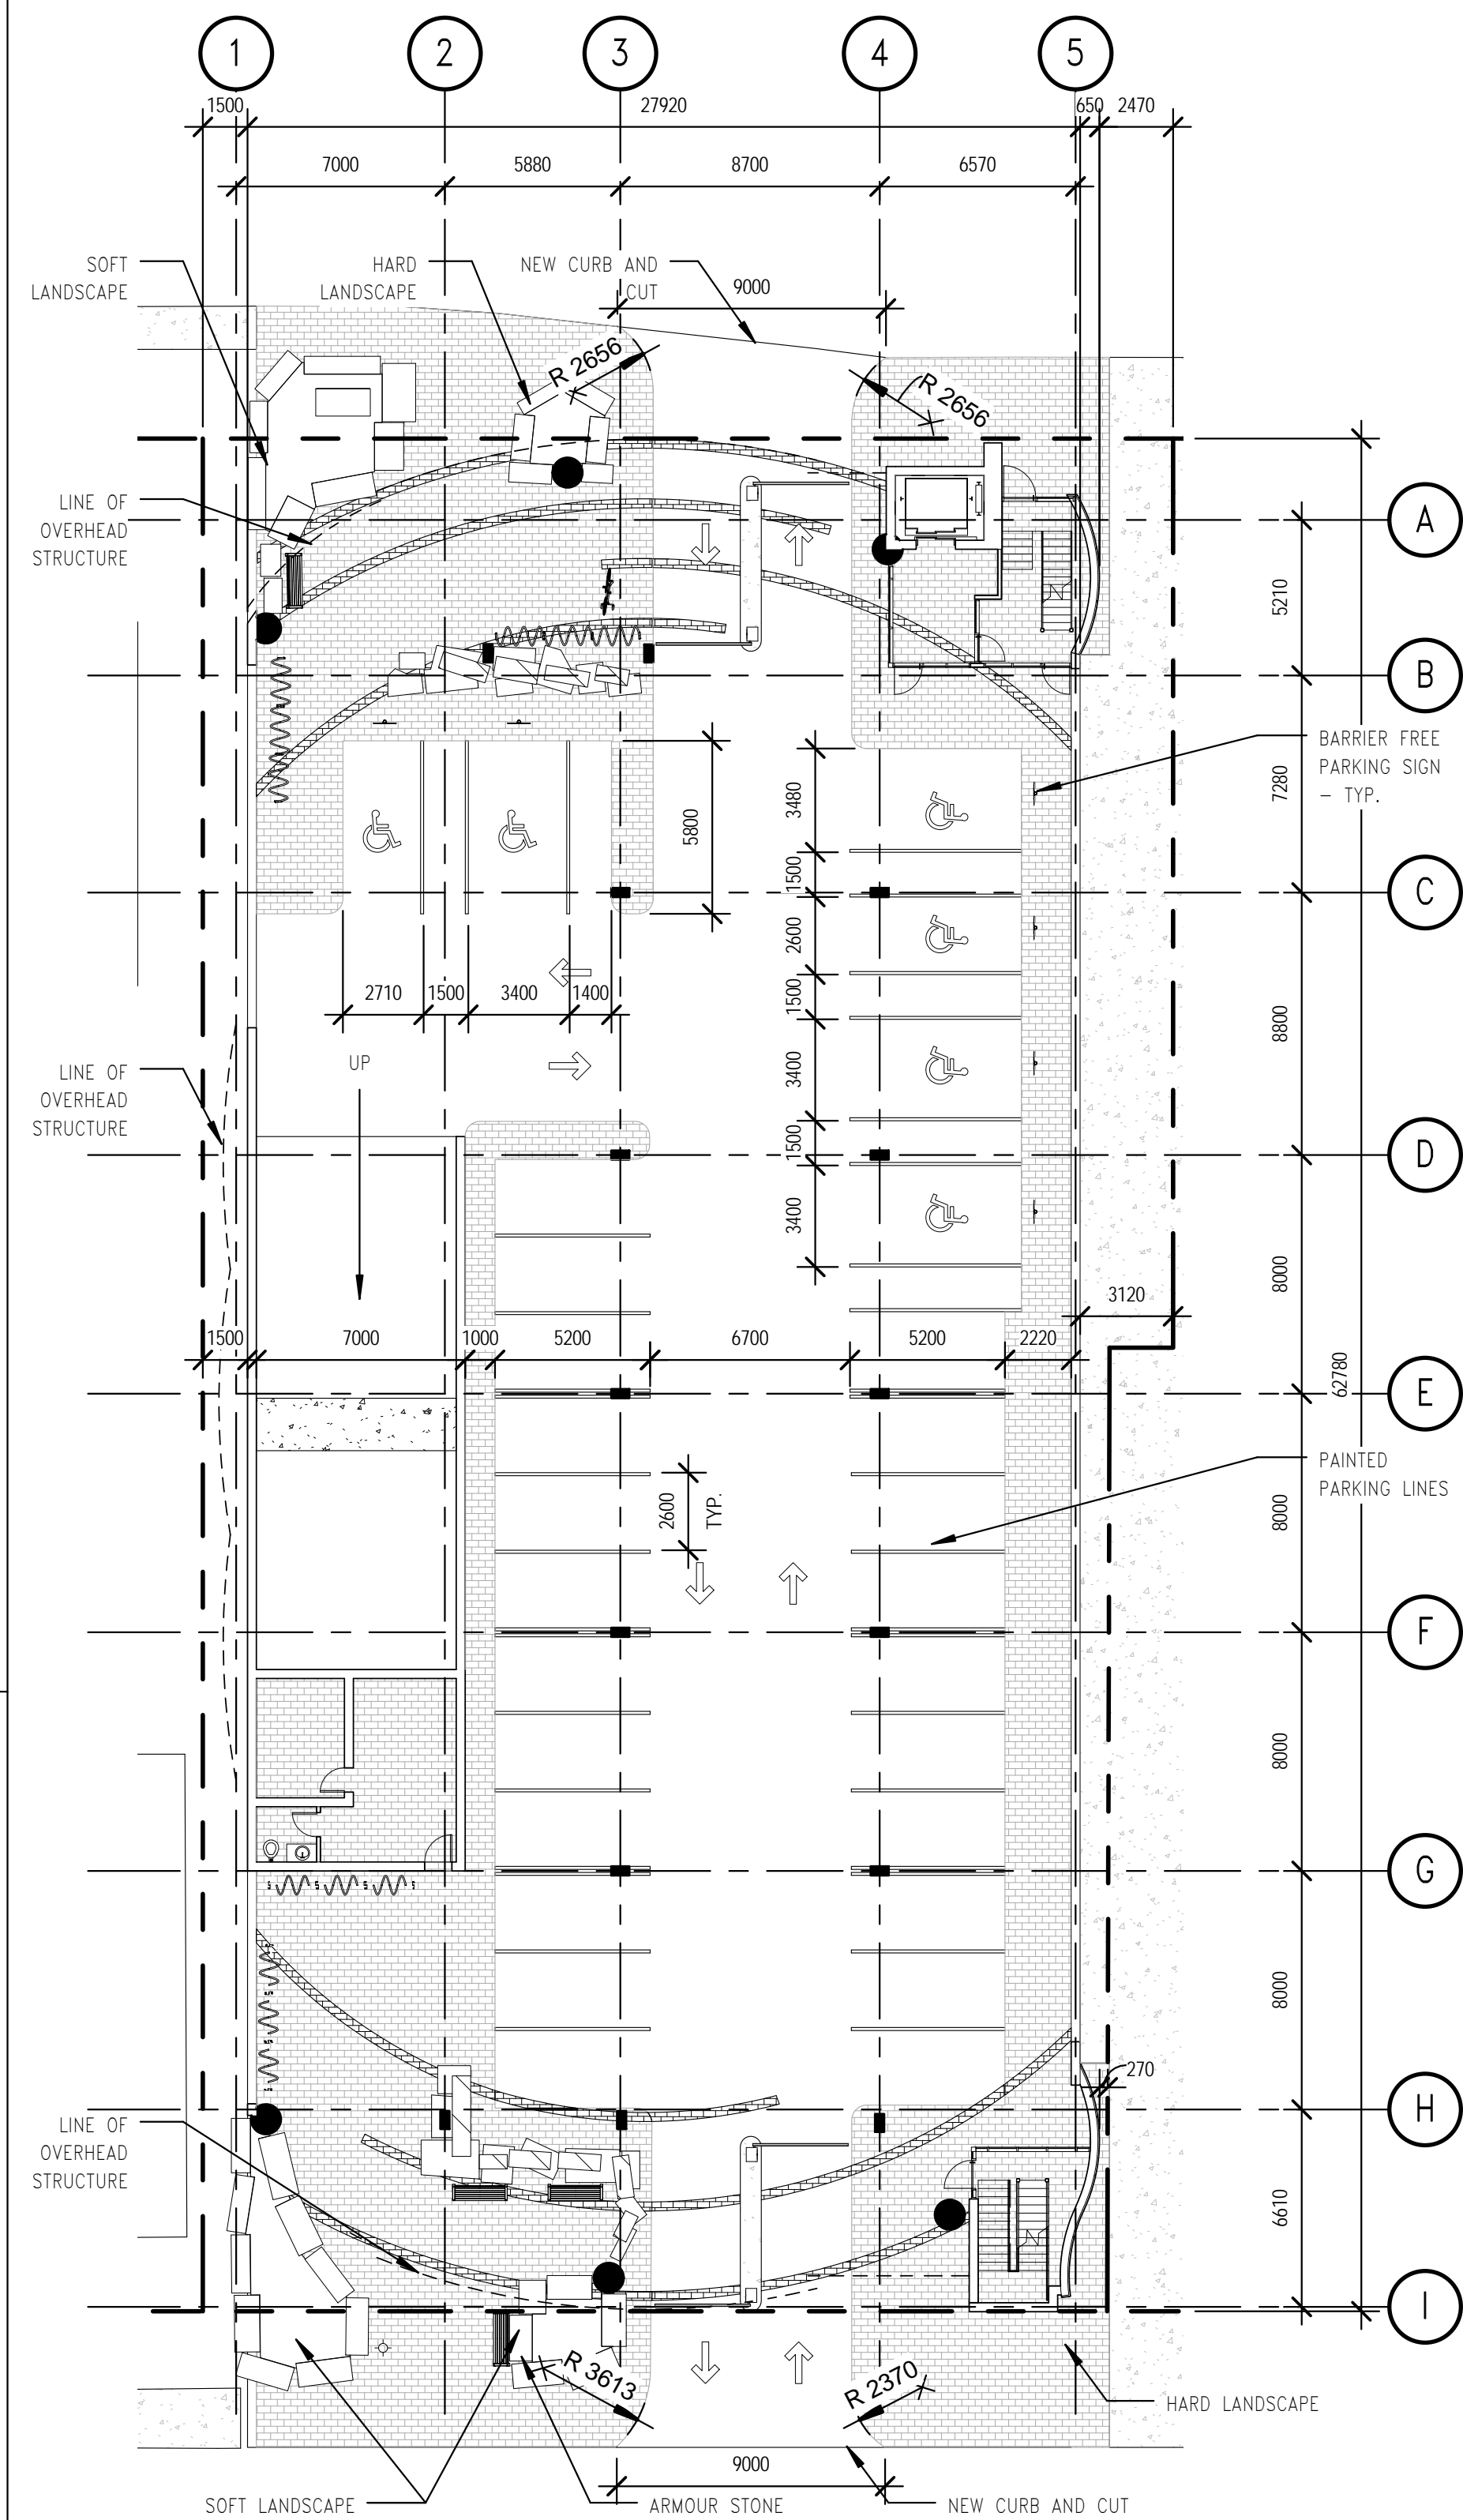 1
2
3
4
5
1500
27920
650
2470
7000
5880
8700
6570
SOFT
LANDSCAPE
HARD
LANDSCAPE
NEW CURB AND
CUT
9000
R 2656
R 2656
LINE OF
OVERHEAD
STRUCTURE
A
5210
B
BARRIER FREE
PARKING SIGN
- TYP.
7280
3480
5800
1500
C
2600
2710
1500
3400
1400
1500
8800
UP
3400
LINE OF
OVERHEAD
STRUCTURE
1500
D
3400
8000
3120
1500
7000
1000
5200
6700
5200
2220
62780
E
PAINTED
PARKING LINES
2600
TYP.
8000
F
8000
G
8000
270
H
LINE OF
OVERHEAD
STRUCTURE
6610
I
R 3613
R 2370
HARD LANDSCAPE
9000
SOFT LANDSCAPE
ARMOUR STONE
NEW CURB AND CUT